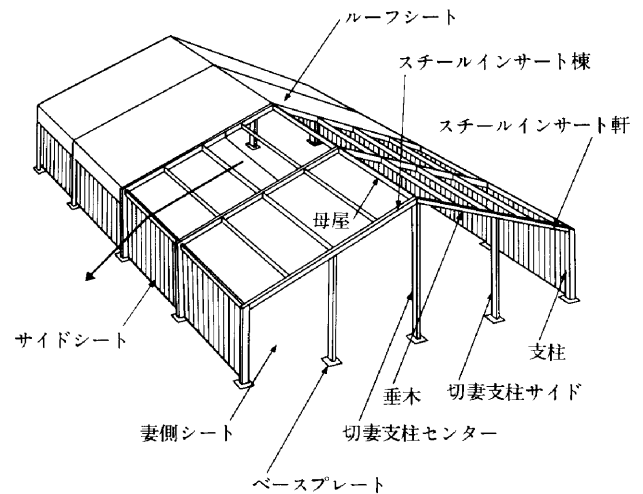 ルーフシート
スチールインサート棟
スチールインサート軒
母屋
サイドシート
支柱
垂木
切妻支柱サイド
妻側シート
切妻支柱センター
ベースプレート